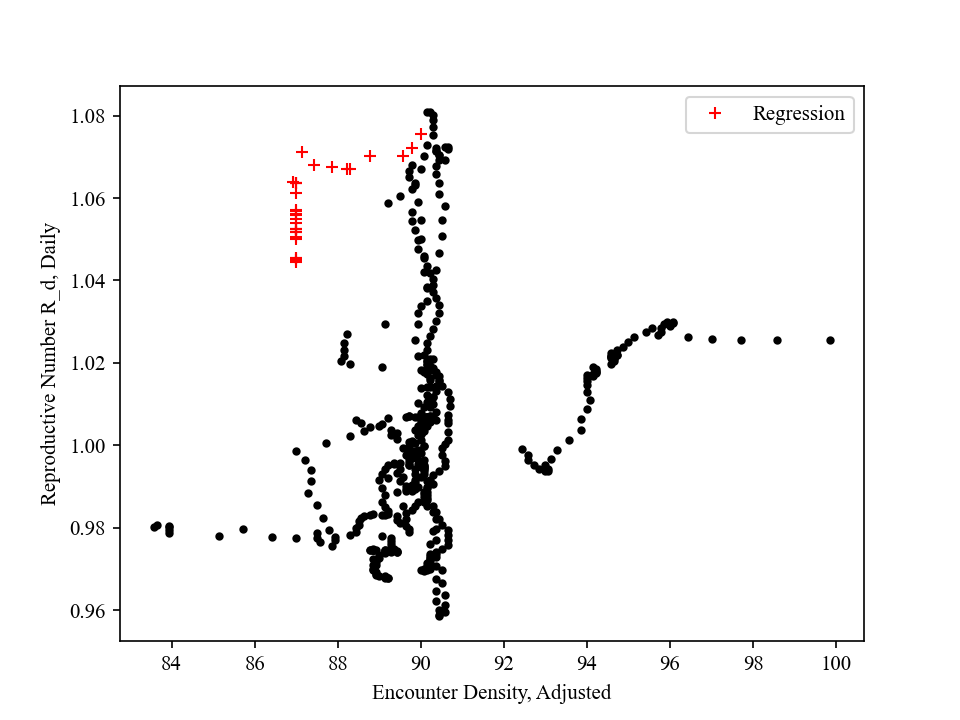 Regression
1.08
1.06
1.04
1.02
1.00
0.98
0.96
Reproductive Number R_d, Daily
84 86 88 90 92 94 96 98 100
Encounter Density, Adjusted